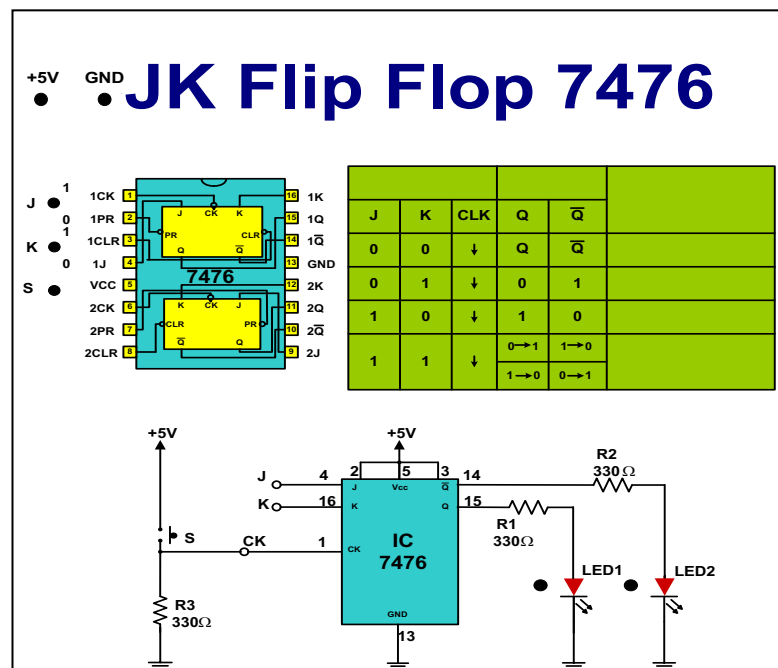 +5V GND JK Flip Flop 7476
J 1 0
K 1 0
S
1CK 1 16 1K
1PR 2 15 1Q
1CLR 3 14 1Q̅
1J 4 13 GND
VCC 5 12 2K
2CK 6 11 2Q
2PR 7 10 2Q̅
2CLR 8 9 2J
J CK K
PR CLR
Q Q̅
7476
K CK J
CLR PR
Q̅ Q
J K CLK Q Q̅
0 0 ↓ Q Q̅
0 1 ↓ 0 1
1 0 ↓ 1 0
1 1 ↓ 0→1 1→0
1→0 0→1
+5V +5V
J 4 2 5 3 14 R2
330Ω
J Vcc Q̅
K 16 K Q 15 R1
330Ω
S CK 1 CK IC
7476
LED1 LED2
R3
330Ω
GND
13